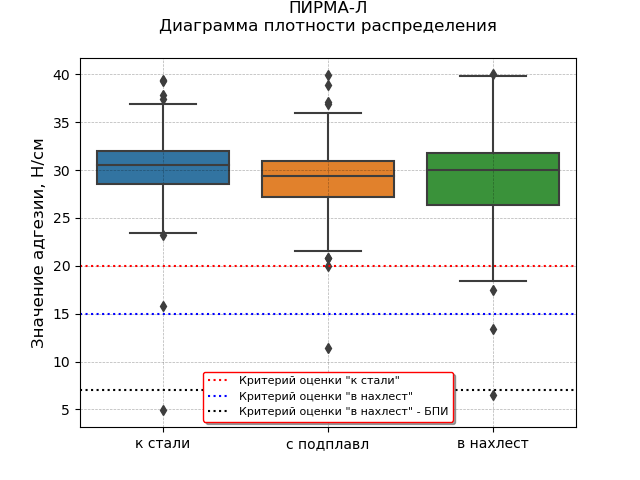 ПИРМА-Л
Диаграмма плотности распределения
Значение адгезии, Н/см
40
35
30
25
20
15
10
5
Критерий оценки "к стали"
Критерий оценки "в нахлест"
Критерий оценки "в нахлест" - БПИ
к стали
с подплавл
в нахлест